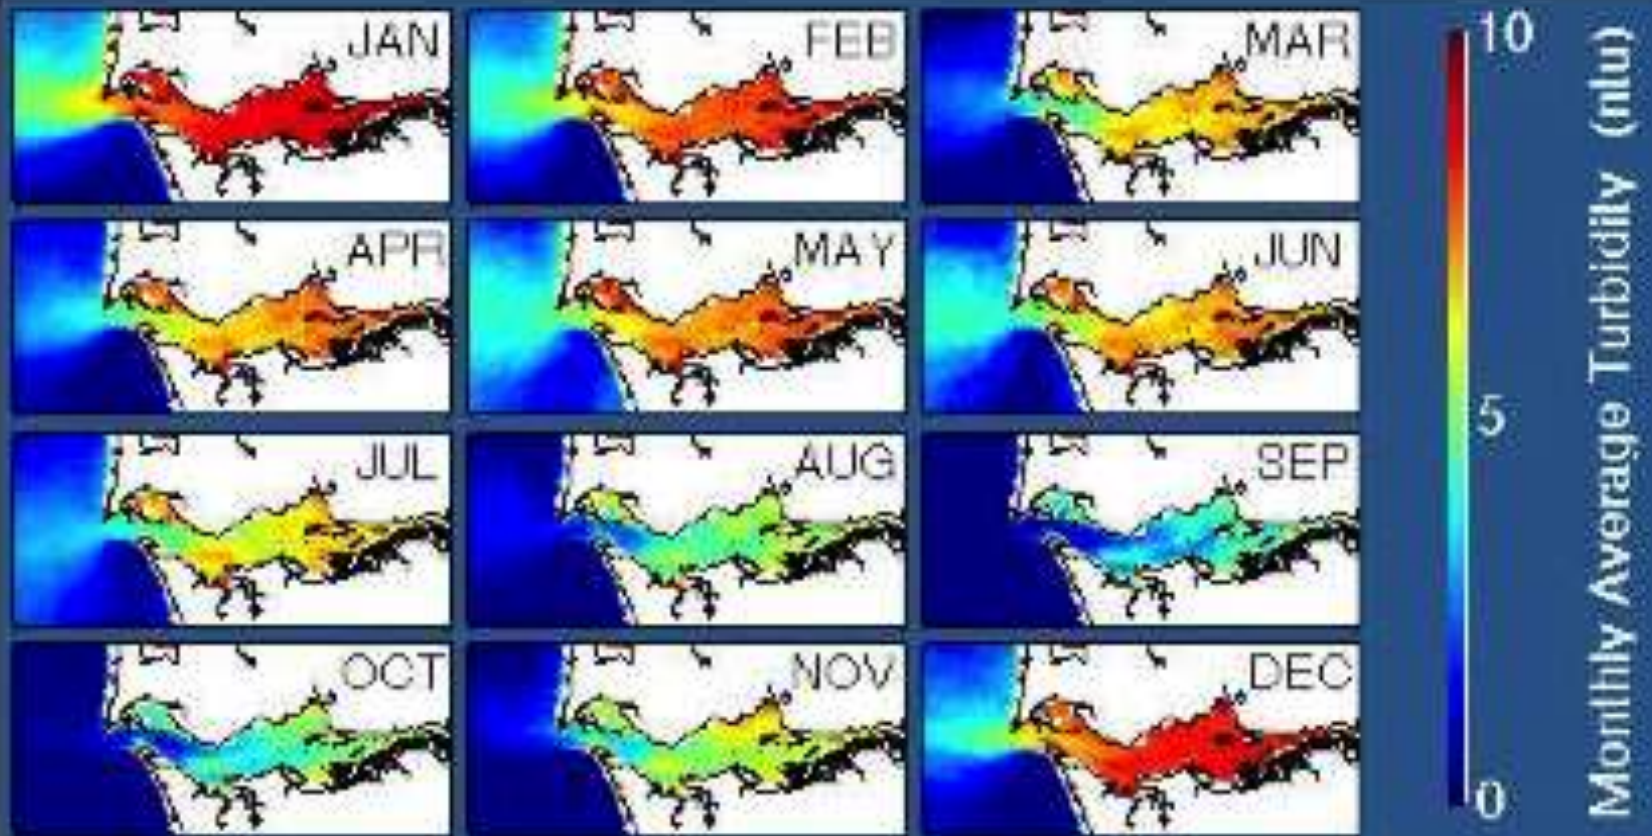 JAN
FEB
MAR
APR
MAY
JUN
JUL
AUG
SEP
OCT
NOV
DEC
10
5
0
Monthly Average Turbidity (ntu)